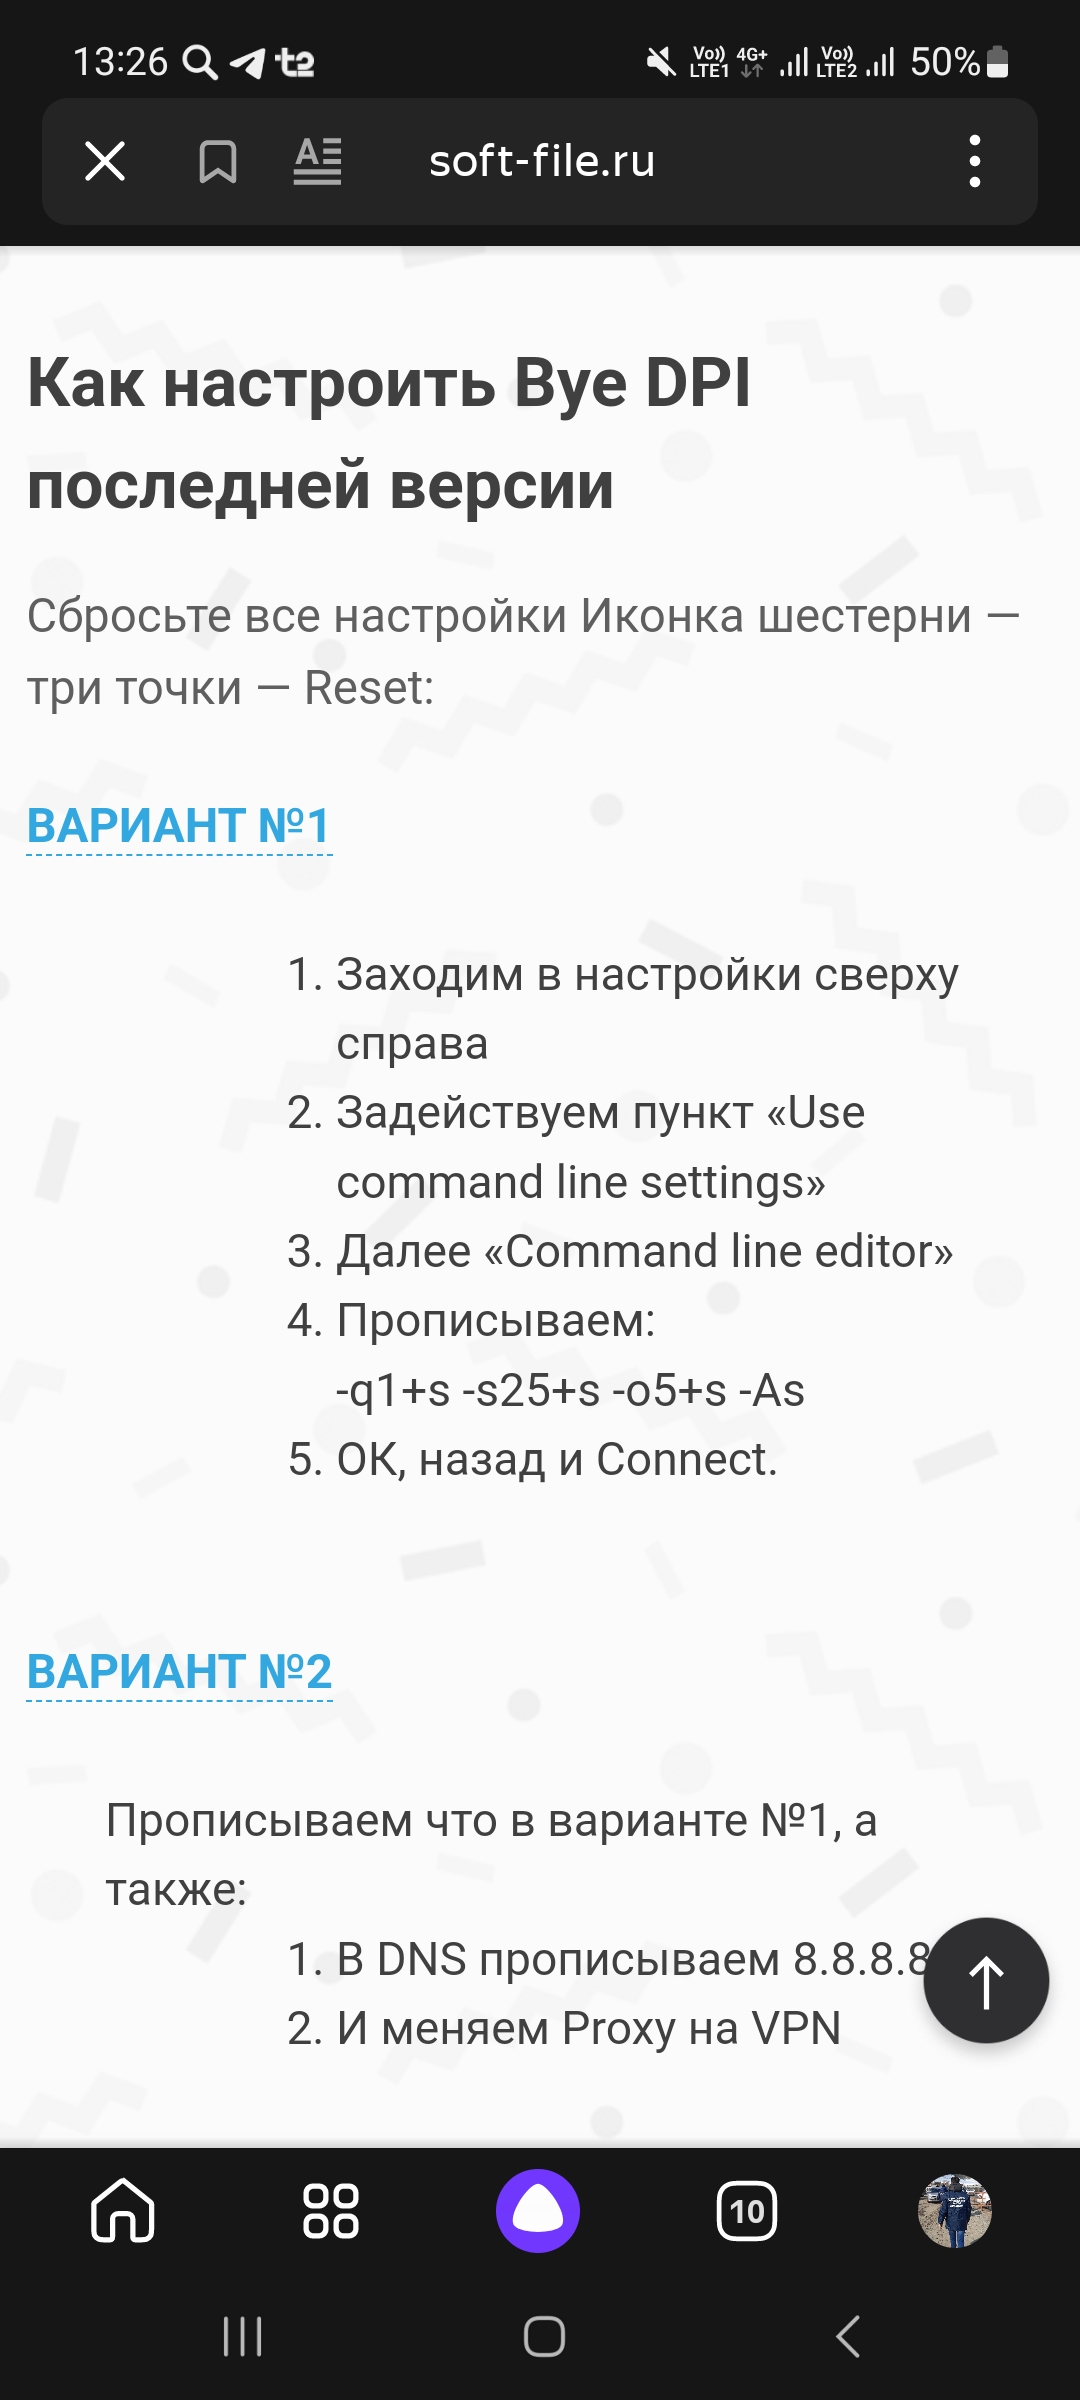 13:26
Vo)) LTE1 4G+ Vo)) LTE2 50%
soft-file.ru
Как настроить Bye DPI
последней версии
Сбросьте все настройки Иконка шестерни —
три точки — Reset:
ВАРИАНТ №1
1. Заходим в настройки сверху
справа
2. Задействуем пункт «Use
command line settings»
3. Далее «Command line editor»
4. Прописываем:
-q1+s -s25+s -o5+s -As
5. ОК, назад и Connect.
ВАРИАНТ №2
Прописываем что в варианте №1, а
также:
1. В DNS прописываем 8.8.8.8
2. И меняем Proxy на VPN
10